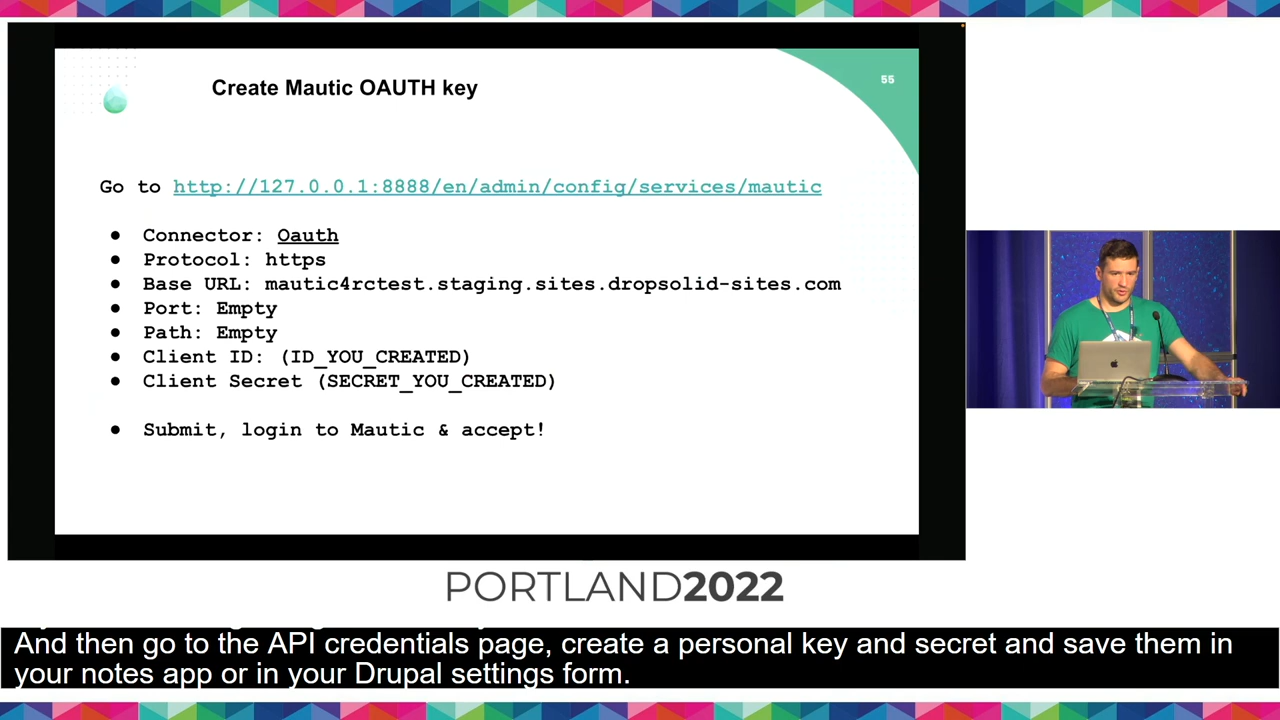 Create Mautic OAUTH key
55
Go to http://127.0.0.1:8888/en/admin/config/services/mautic
● Connector: Oauth
● Protocol: https
● Base URL: mautic4rctest.staging.sites.dropsolid-sites.com
● Port: Empty
● Path: Empty
● Client ID: (ID_YOU_CREATED)
● Client Secret (SECRET_YOU_CREATED)
● Submit, login to Mautic & accept!
PORTLAND2022
And then go to the API credentials page, create a personal key and secret and save them in
your notes app or in your Drupal settings form.